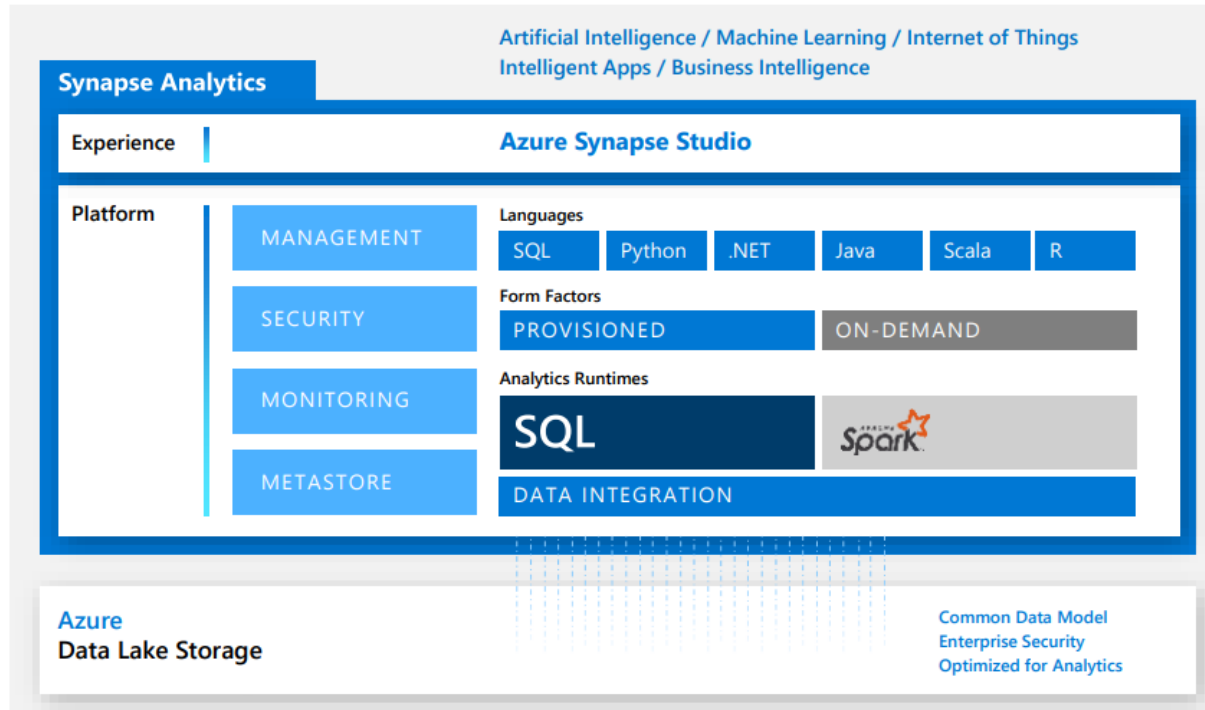 Artificial Intelligence / Machine Learning / Internet of Things
Intelligent Apps / Business Intelligence
Synapse Analytics
Experience
Azure Synapse Studio
Platform
MANAGEMENT
SECURITY
MONITORING
METASTORE
Languages
SQL
Python
.NET
Java
Scala
R
Form Factors
PROVISIONED
ON-DEMAND
Analytics Runtimes
SQL
APACHE
Spark
DATA INTEGRATION
Azure
Data Lake Storage
Common Data Model
Enterprise Security
Optimized for Analytics